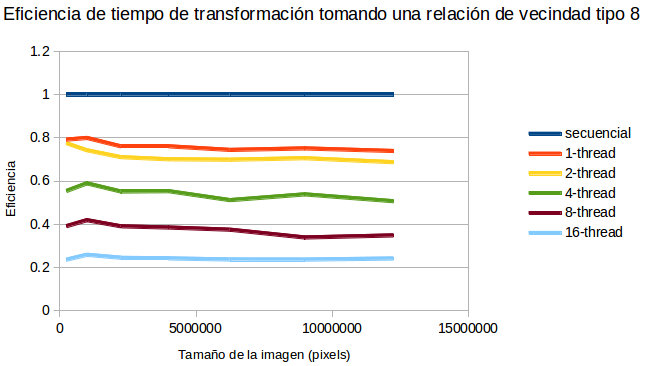 Eficiencia de tiempo de transformación tomando una relación de vecindad tipo 8
1.2
1
0.8
0.6
0.4
0.2
0
Eficiencia
0
5000000
10000000
15000000
Tamaño de la imagen (pixels)
secuencial
1-thread
2-thread
4-thread
8-thread
16-thread